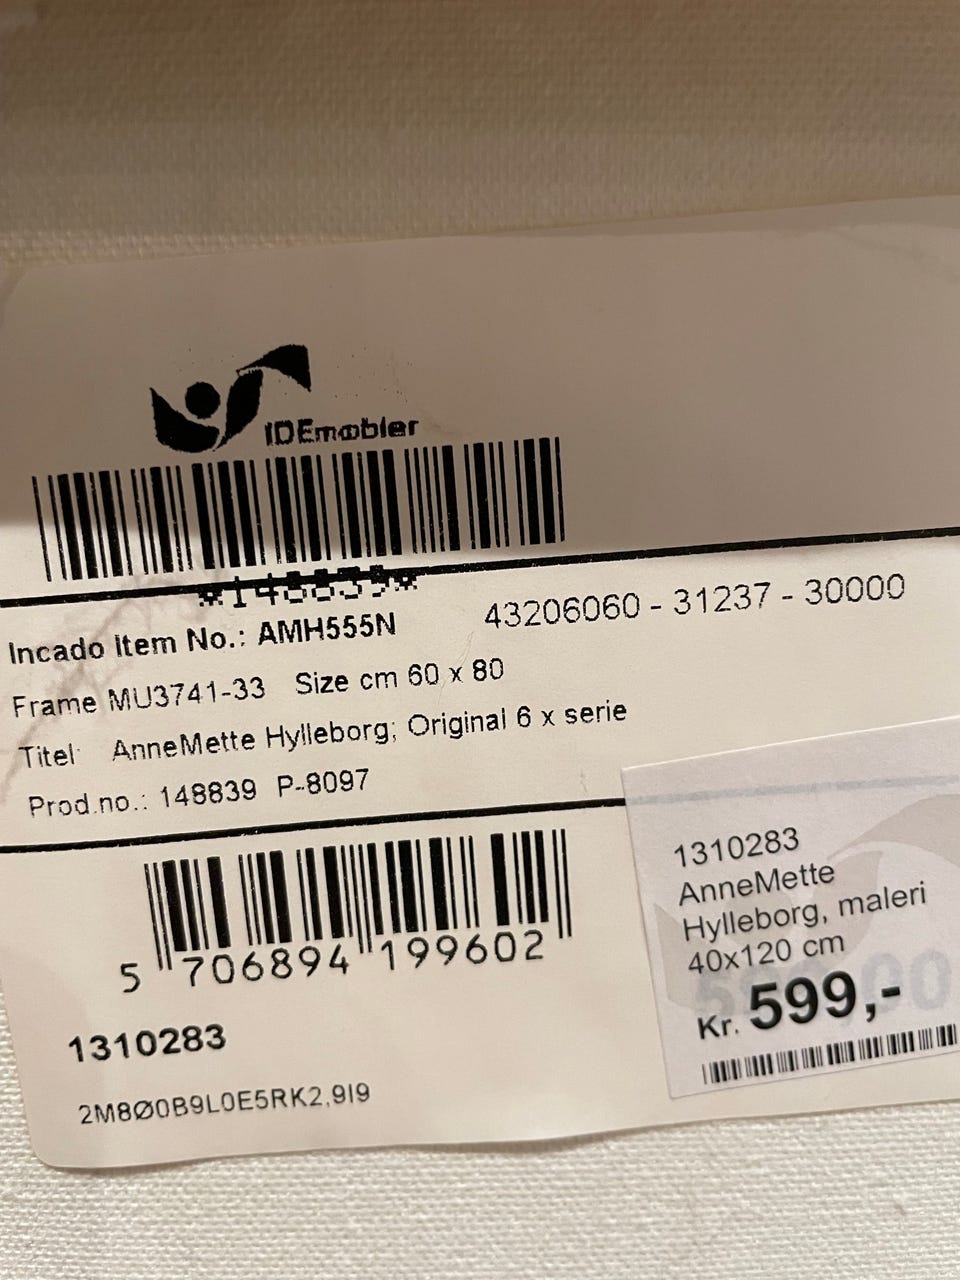 IDEmøbler
*148839*
Incado Item No.: AMH555N 43206060 - 31237 - 30000
Frame MU3741-33 Size cm 60 x 80
Titel: AnneMette Hylleborg; Original 6 x serie
Prod.no.: 148839 P-8097
5 706894 199602
1310283
2M8Ø0B9L0E5RK2,9I9
1310283
AnneMette
Hylleborg, maleri
40x120 cm
Kr. 599,-